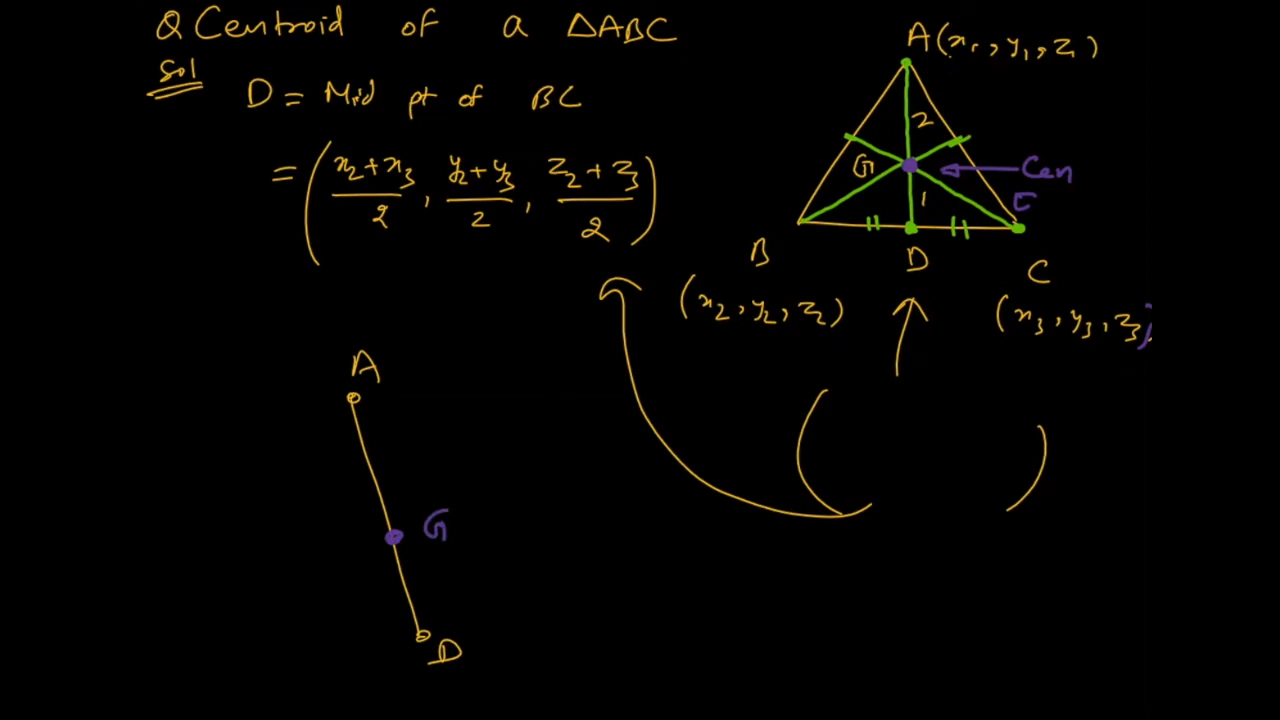 Q Centroid of a ΔABC
Sol
D = Mid pt of BC
= ( x₂+x₃/2 , y₂+y₃/2 , z₂+z₃/2 )
A(x₁, y₁, z₁)
2
G
Cen
1
B
D
C
(x₂, y₂, z₂)
(x₃, y₃, z₃)
A
G
D